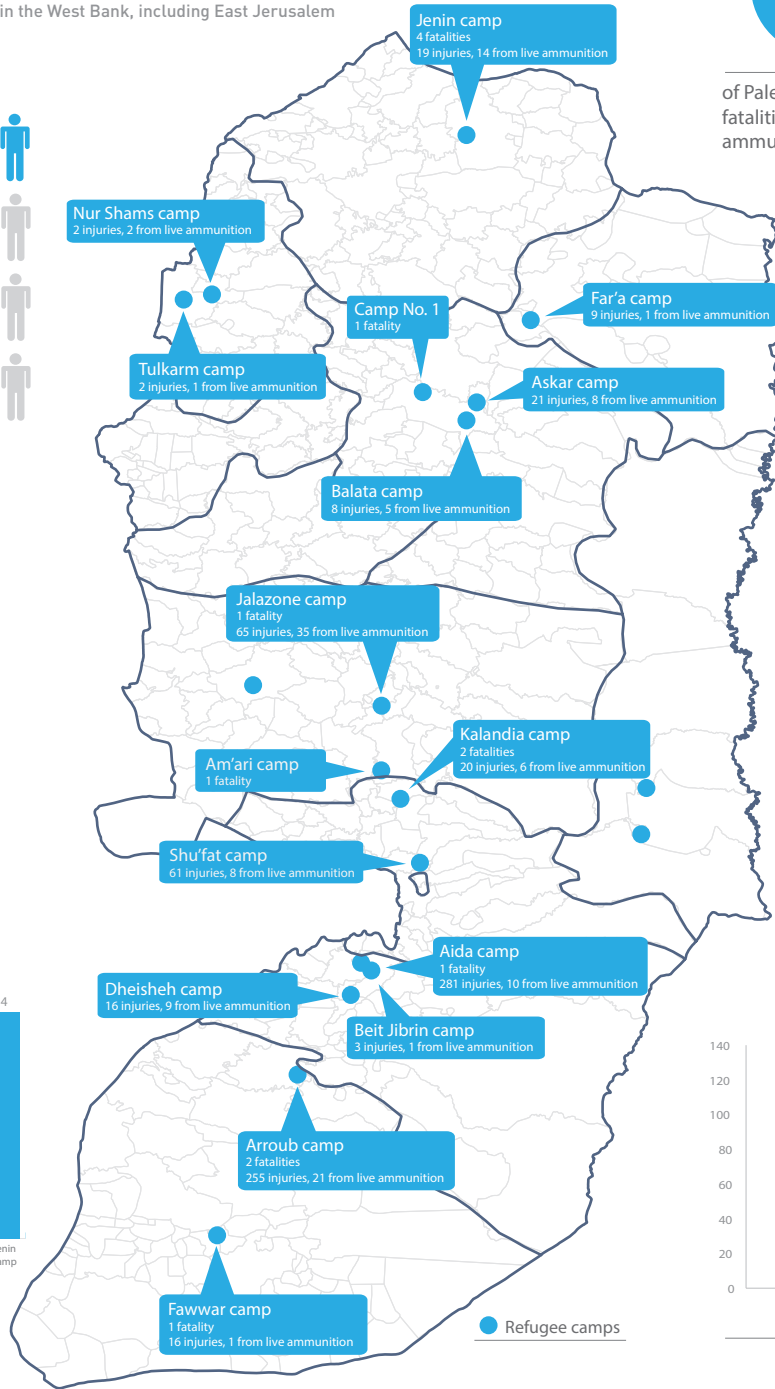 in the West Bank, including East Jerusalem
Jenin camp
4 fatalities
19 injuries, 14 from live ammunition
Nur Shams camp
2 injuries, 2 from live ammunition
Far'a camp
9 injuries, 1 from live ammunition
Camp No. 1
1 fatality
Tulkarm camp
2 injuries, 1 from live ammunition
Askar camp
21 injuries, 8 from live ammunition
Balata camp
8 injuries, 5 from live ammunition
Jalazone camp
1 fatality
65 injuries, 35 from live ammunition
Kalandia camp
2 fatalities
20 injuries, 6 from live ammunition
Am'ari camp
1 fatality
Shu'fat camp
61 injuries, 8 from live ammunition
Aida camp
1 fatality
281 injuries, 10 from live ammunition
Dheisheh camp
16 injuries, 9 from live ammunition
Beit Jibrin camp
3 injuries, 1 from live ammunition
Arroub camp
2 fatalities
255 injuries, 21 from live ammunition
Fawwar camp
1 fatality
16 injuries, 1 from live ammunition
Refugee camps
of Pale
fataliti
ammu
4
enin
amp
140
120
100
80
60
40
20
0